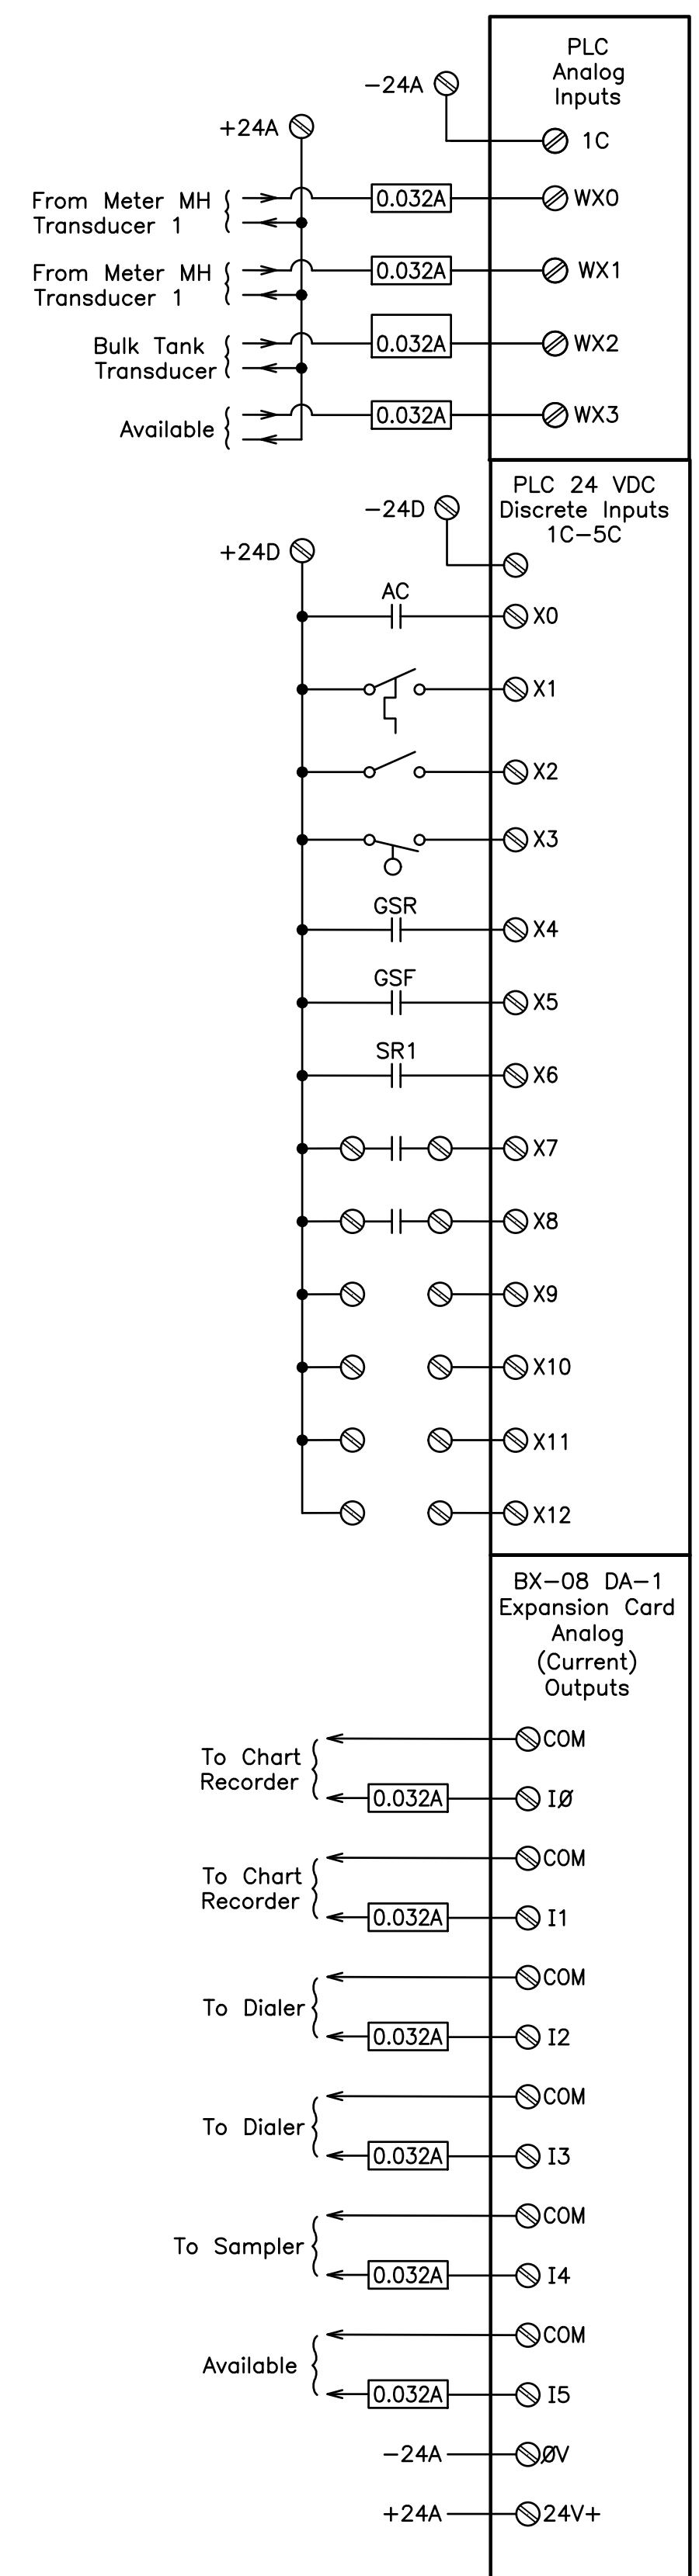 PLC
Analog
Inputs
-24A
1C
+24A
From Meter MH
Transducer 1
0.032A
WX0
From Meter MH
Transducer 1
0.032A
WX1
Bulk Tank
Transducer
0.032A
WX2
Available
0.032A
WX3
PLC 24 VDC
Discrete Inputs
1C-5C
-24D
+24D
AC
X0
X1
X2
X3
GSR
X4
GSF
X5
SR1
X6
X7
X8
X9
X10
X11
X12
BX-08 DA-1
Expansion Card
Analog
(Current)
Outputs
COM
To Chart
Recorder
0.032A
IØ
COM
To Chart
Recorder
0.032A
I1
COM
To Dialer
0.032A
I2
COM
To Dialer
0.032A
I3
COM
To Sampler
0.032A
I4
COM
Available
0.032A
I5
-24A
ØV
+24A
24V+